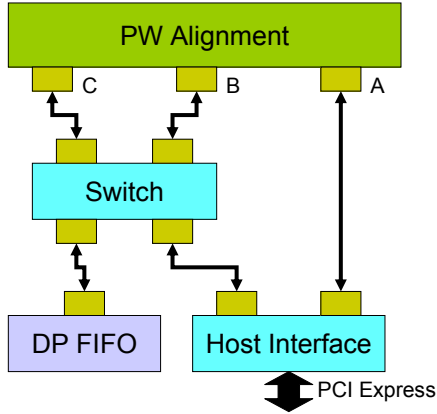 PW Alignment
C
B
A
Switch
DP FIFO
Host Interface
PCI Express